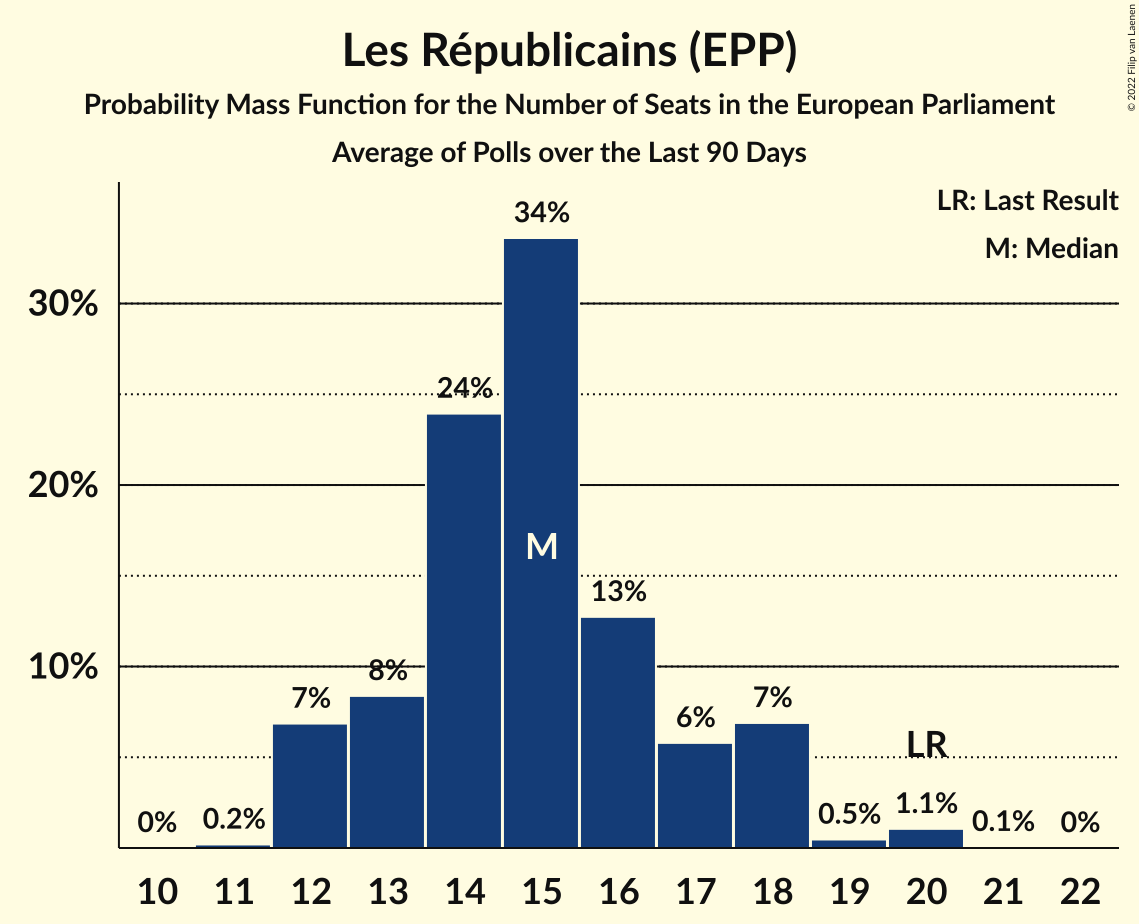 Les Républicains (EPP)
Probability Mass Function for the Number of Seats in the European Parliament
Average of Polls over the Last 90 Days
© 2022 Filip van Laenen
LR: Last Result
M: Median
34%
30%
24%
20%
M
13%
10%
8%
7%
6%
7%
LR
0%
0.2%
0.5%
1.1%
0.1%
0%
10 11 12 13 14 15 16 17 18 19 20 21 22